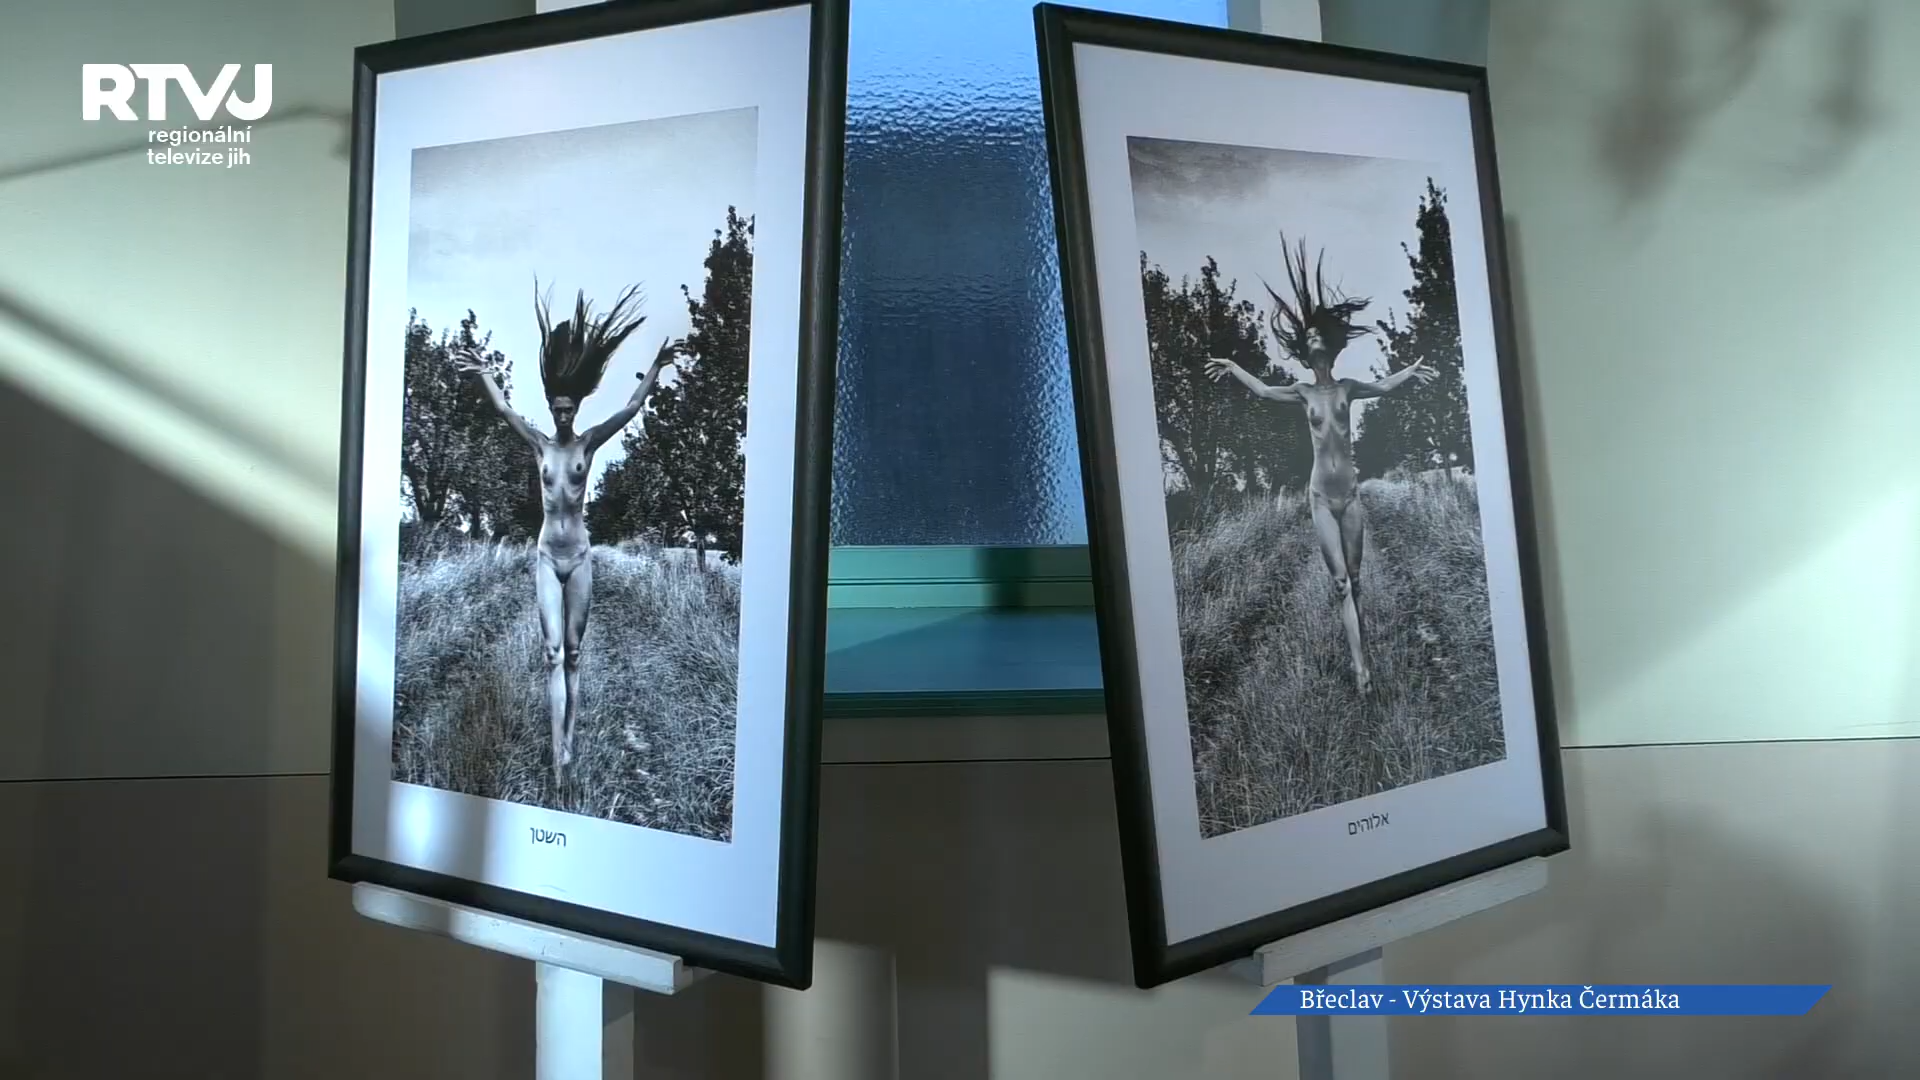 RTVJ
regionální
televize jih
השטן
אלוהים
Břeclav - Výstava Hynka Čermáka